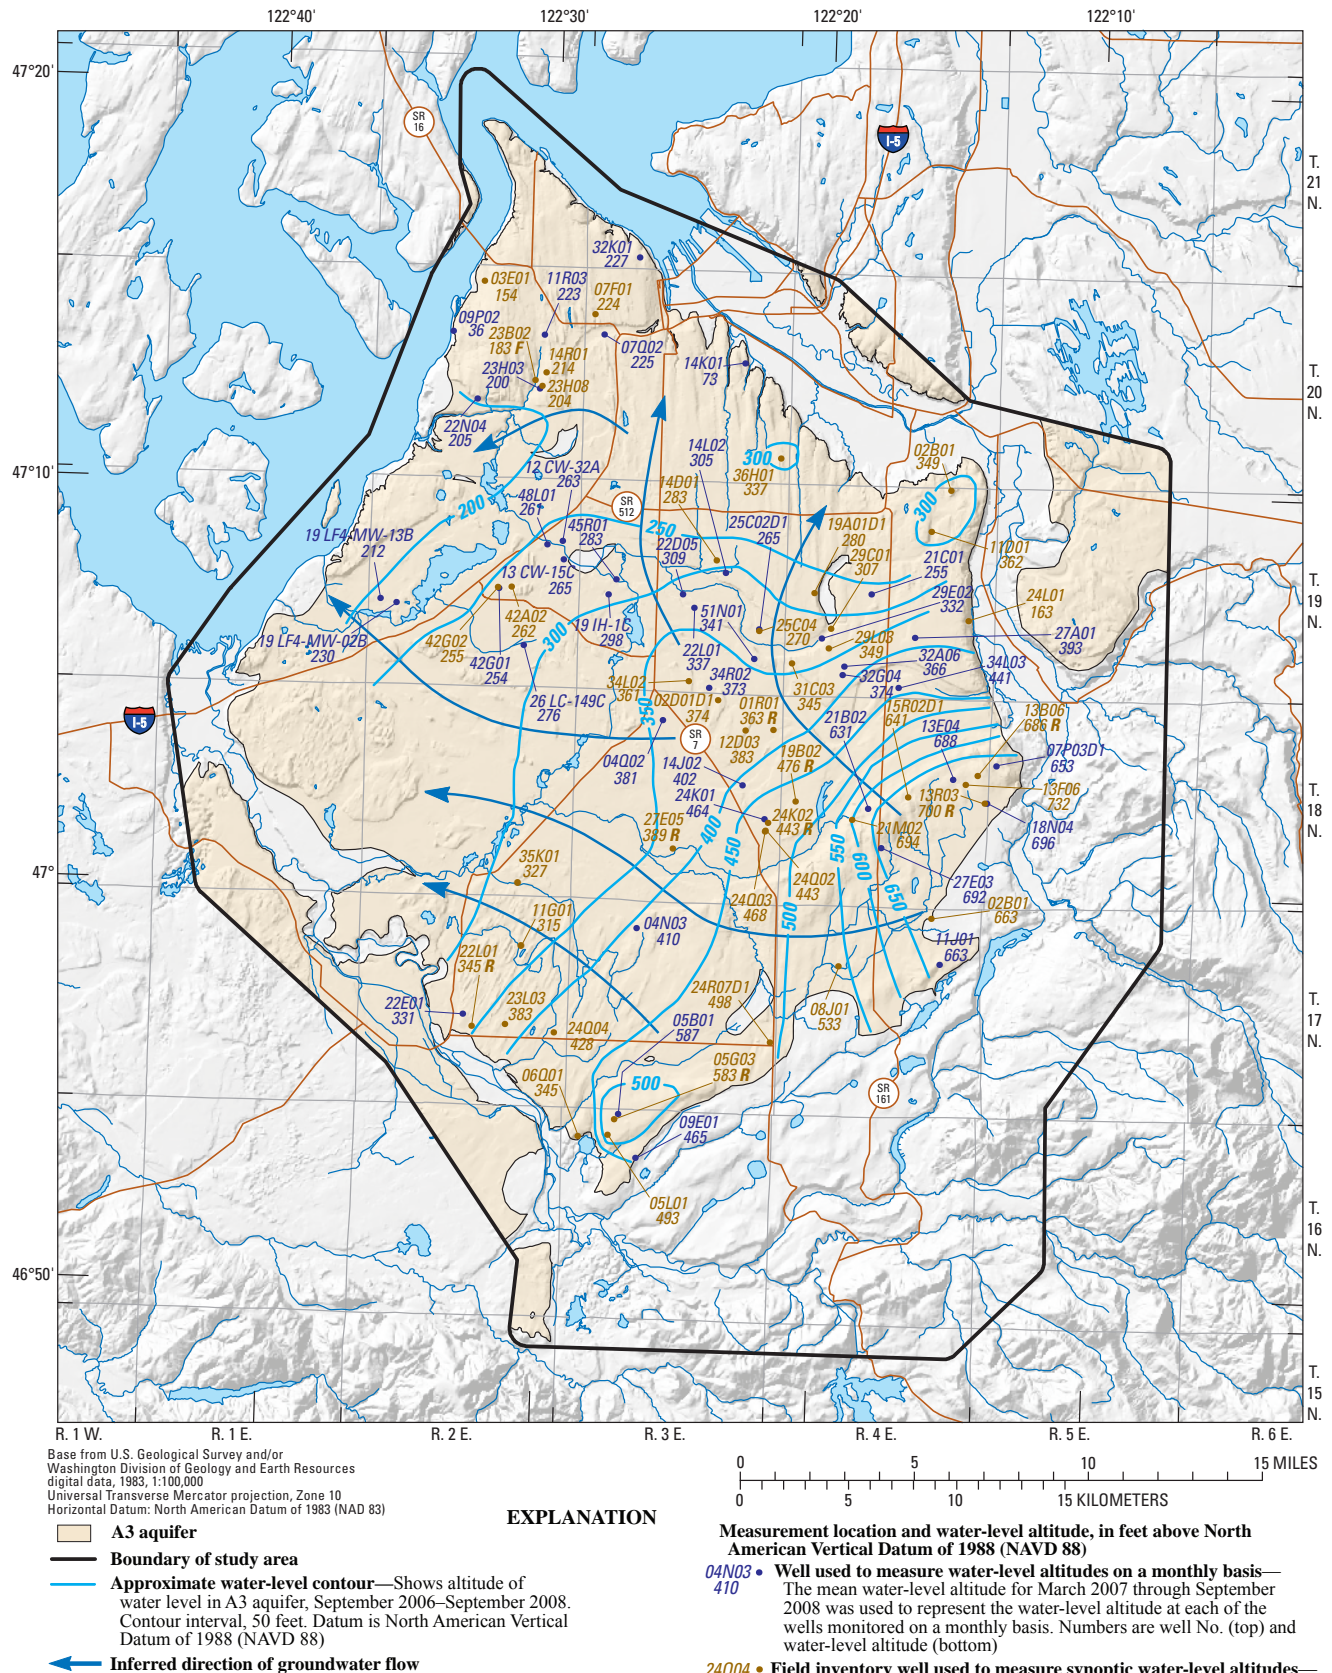 122°40' 122°30' 122°20' 122°10'
47°20'
47°10'
47°
46°50'
T. 21 N.
T. 20 N.
T. 19 N.
T. 18 N.
T. 17 N.
T. 16 N.
T. 15 N.
R. 1 W. R. 1 E. R. 2 E. R. 3 E. R. 4 E. R. 5 E. R. 6 E.
SR 16
I-5
32K01
227
03E01
154
11R03
223
07F01
224
09P02
36
23B02
183 F
14R01
214
07Q02
225
14K01
73
23H03
200
23H08
204
22N04
205
12 CW-32A
263
14L02
305
300
36H01
337
02B01
349
14D01
283
48L01
261
SR 512
200
250
300
19 LF4-MW-13B
212
45R01
283
22D05
309
25C02D1
265
19A01D1
280
29C01
307
11D01
362
21C01
255
13 CW-15C
265
29E02
332
24L01
163
51N01
341
42A02
262
19 IH-1C
298
25C04
270
19 LF4-MW-02B
230
42G02
255
300
22L01
337
29L03
349
27A01
393
42G01
254
34R02
373
32A06
366
34L03
441
34L02
361
32G04
374
I-5
26 LC-149C
276
350
02D01D1
374
01R01
363 R
31C03
345
21B02
631
15R02D1
641
13E04
688
13B06
686 R
SR 7
12D03
383
19B02
476 R
07P03D1
653
04Q02
381
14J02
402
24K01
464
13R03
700 R
13F06
732
27E05
389 R
400
24K02
443 R
21M02
694
18N04
696
450
550
600
35K01
327
24Q02
443
27E03
692
650
24Q03
468
500
02B01
663
11G01
315
04N03
410
11J01
663
22L01
345 R
24R07D1
498
08J01
533
22E01
331
23L03
383
24Q04
428
05B01
587
05G03
583 R
06Q01
345
500
SR 161
09E01
465
05L01
493
Base from U.S. Geological Survey and/or
Washington Division of Geology and Earth Resources
digital data, 1983, 1:100,000
Universal Transverse Mercator projection, Zone 10
Horizontal Datum: North American Datum of 1983 (NAD 83)
0 5 10 15 MILES
0 5 10 15 KILOMETERS
EXPLANATION
A3 aquifer
Boundary of study area
Approximate water-level contour—Shows altitude of
water level in A3 aquifer, September 2006–September 2008.
Contour interval, 50 feet. Datum is North American Vertical
Datum of 1988 (NAVD 88)
Inferred direction of groundwater flow
Measurement location and water-level altitude, in feet above North
American Vertical Datum of 1988 (NAVD 88)
04N03
410
Well used to measure water-level altitudes on a monthly basis—
The mean water-level altitude for March 2007 through September
2008 was used to represent the water-level altitude at each of the
wells monitored on a monthly basis. Numbers are well No. (top) and
water-level altitude (bottom)
24Q04 Field inventory well used to measure synoptic water-level altitudes—